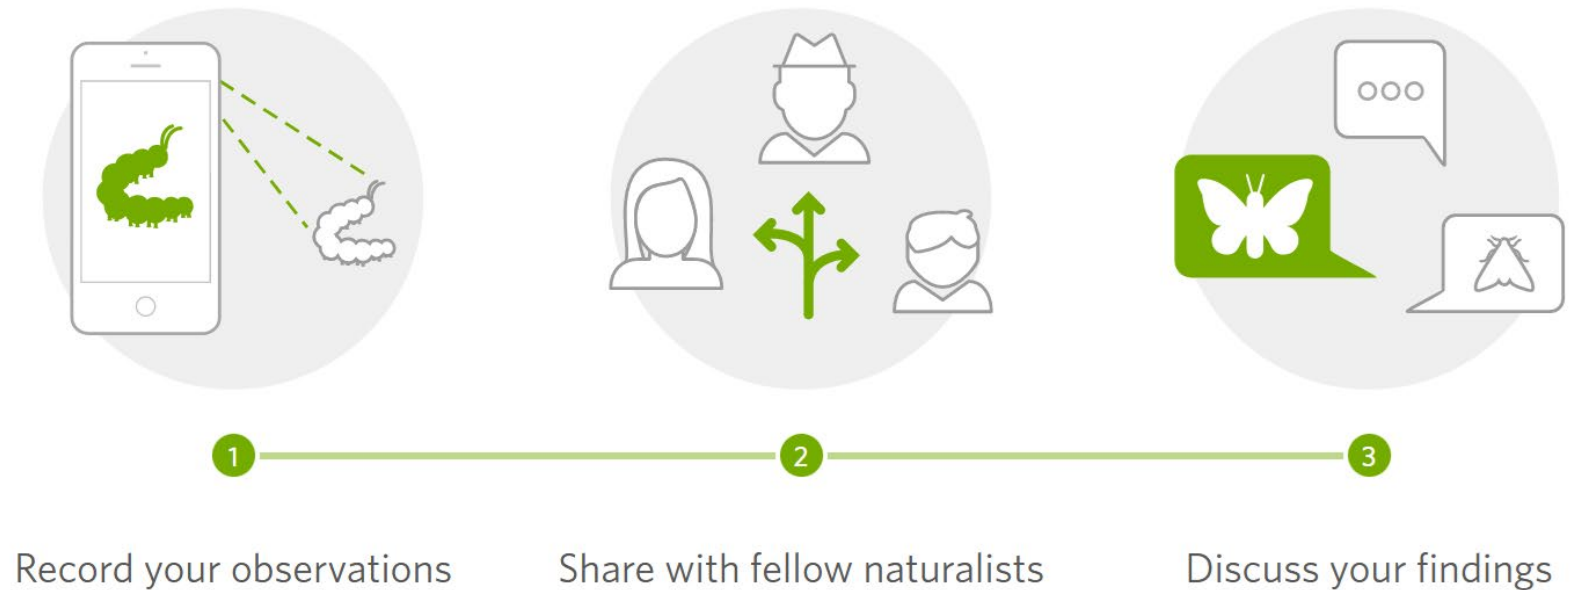 1
2
3
Record your observations
Share with fellow naturalists
Discuss your findings